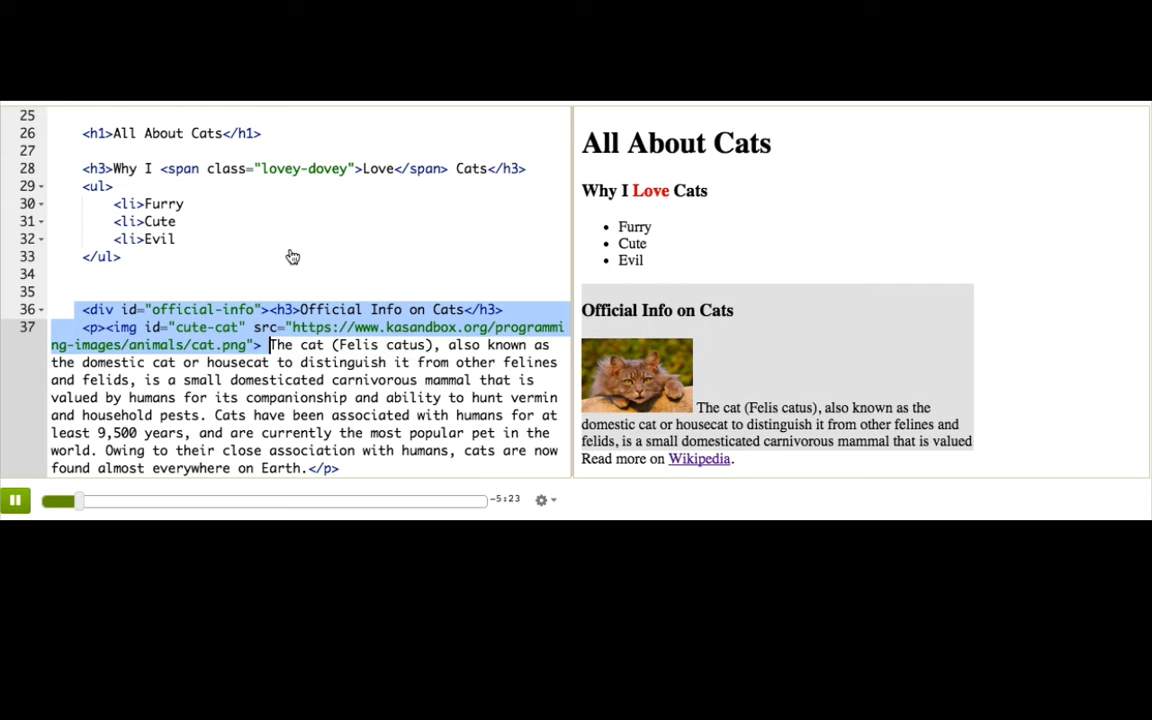 25
26 <h1>All About Cats</h1>
27
28 <h3>Why I <span class="lovey-dovey">Love</span> Cats</h3>
29 <ul>
30 <li>Furry
31 <li>Cute
32 <li>Evil
33 </ul>
34
35
36 <div id="official-info"><h3>Official Info on Cats</h3>
37 <p><img id="cute-cat" src="https://www.kasandbox.org/programmi
ng-images/animals/cat.png"> The cat (Felis catus), also known as
the domestic cat or housecat to distinguish it from other felines
and felids, is a small domesticated carnivorous mammal that is
valued by humans for its companionship and ability to hunt vermin
and household pests. Cats have been associated with humans for at
least 9,500 years, and are currently the most popular pet in the
world. Owing to their close association with humans, cats are now
found almost everywhere on Earth.</p>
-5:23
All About Cats
Why I Love Cats
• Furry
• Cute
• Evil
Official Info on Cats
The cat (Felis catus), also known as the
domestic cat or housecat to distinguish it from other felines and
felids, is a small domesticated carnivorous mammal that is valued
Read more on Wikipedia.